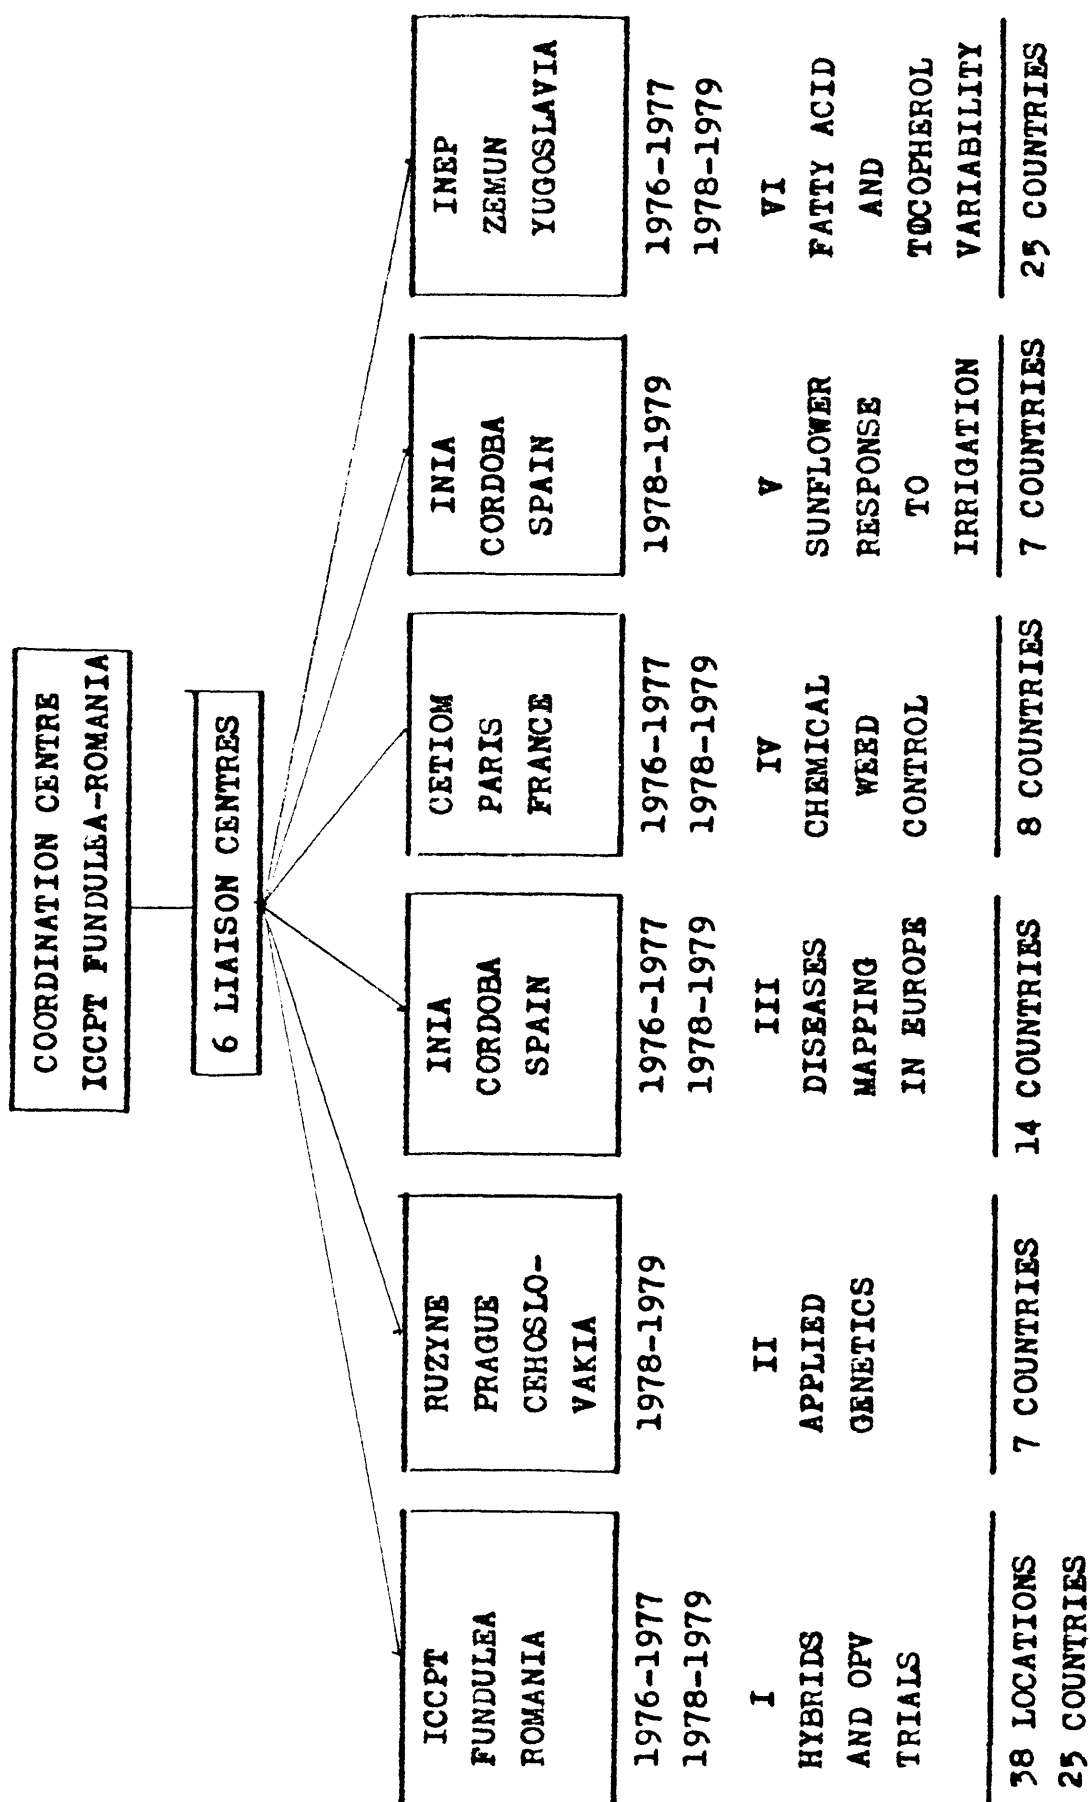 COORDINATION CENTRE
ICCPT FUNDULEA-ROMANIA
6 LIAISON CENTRES
ICCPT
FUNDULEA
ROMANIA
1976-1977
1978-1979
I
HYBRIDS
AND OPV
TRIALS
38 LOCATIONS
25 COUNTRIES
RUZYNE
PRAGUE
CEHOSLO-
VAKIA
1978-1979
II
APPLIED
GENETICS
7 COUNTRIES
INIA
CORDOBA
SPAIN
1976-1977
1978-1979
III
DISEASES
MAPPING
IN EUROPE
14 COUNTRIES
CETIOM
PARIS
FRANCE
1976-1977
1978-1979
IV
CHEMICAL
WEED
CONTROL
8 COUNTRIES
INIA
CORDOBA
SPAIN
1978-1979
V
SUNFLOWER
RESPONSE
TO
IRRIGATION
7 COUNTRIES
INEP
ZEMUN
YUGOSLAVIA
1976-1977
1978-1979
VI
FATTY ACID
AND
TOCOPHEROL
VARIABILITY
25 COUNTRIES